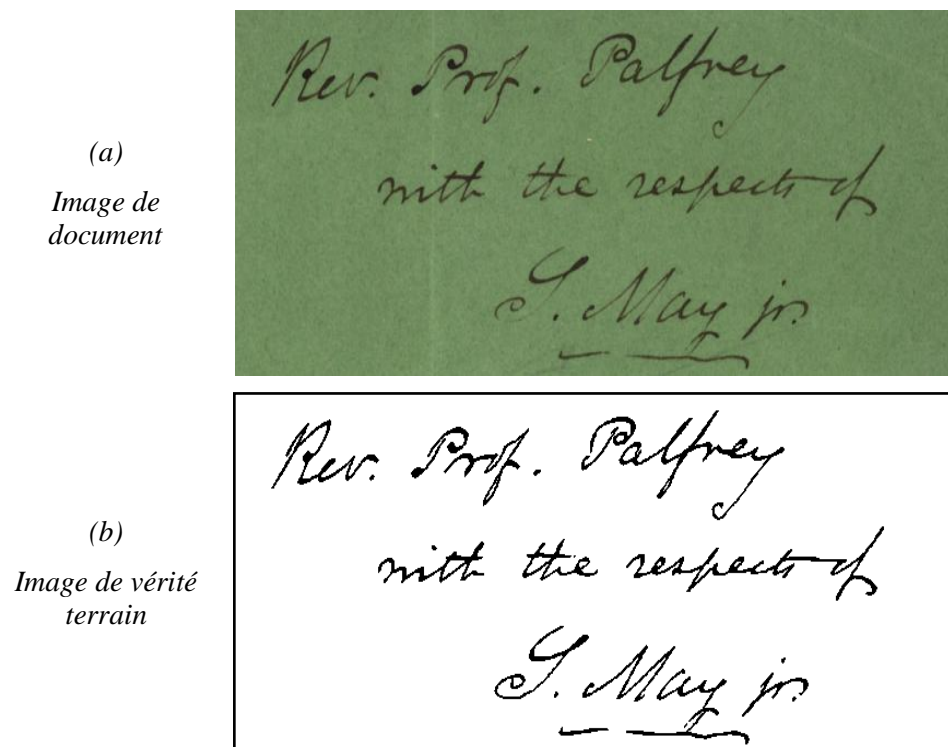 (a)
Image de
document
Rev. Prof. Palfrey
with the respects of
S. May jr.
(b)
Image de vérité
terrain
Rev. Prof. Palfrey
with the respects of
S. May jr.